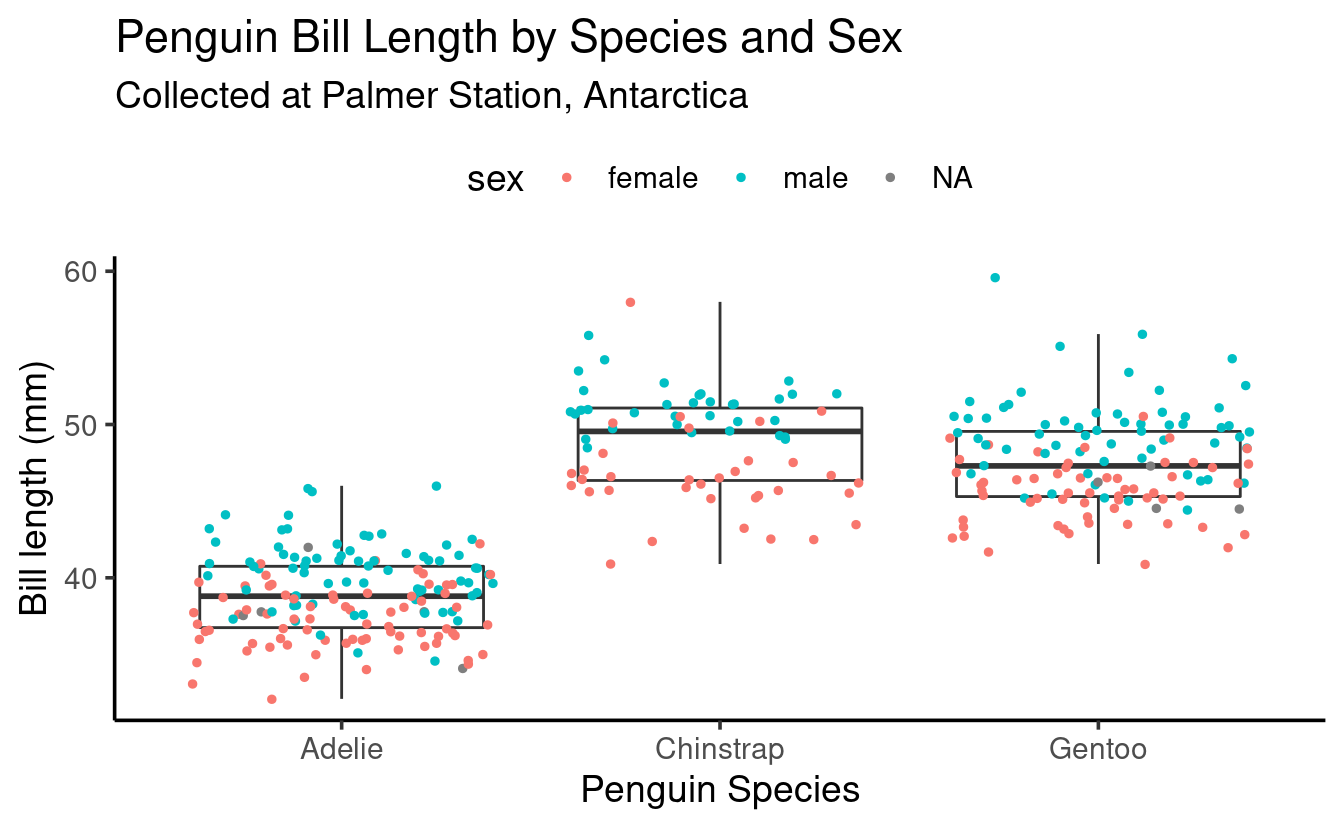 Penguin Bill Length by Species and Sex
Collected at Palmer Station, Antarctica
sex female male NA
Bill length (mm)
60
50
40
Adelie Chinstrap Gentoo
Penguin Species